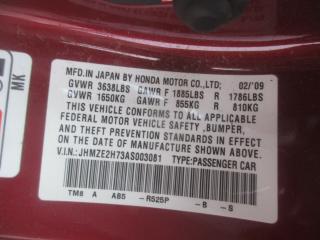 MFD.IN JAPAN BY HONDA MOTOR CO.,LTD. 02/'09
GVWR 3638LBS GAWR F 1885LBS R 1786LBS
GVWR 1650KG GAWR F 855KG R 810KG
THIS VEHICLE CONFORMS TO ALL APPLICABLE
FEDERAL MOTOR VEHICLE SAFETY ,BUMPER,
AND THEFT PREVENTION STANDARDS IN EFFECT
ON THE DATE OF MANUFACTURE SHOWN ABOVE.
V.I.N.: JHMZE2H73AS003081 TYPE:PASSENGER CAR
TM8 A AB5 - R525P - B - S
MK